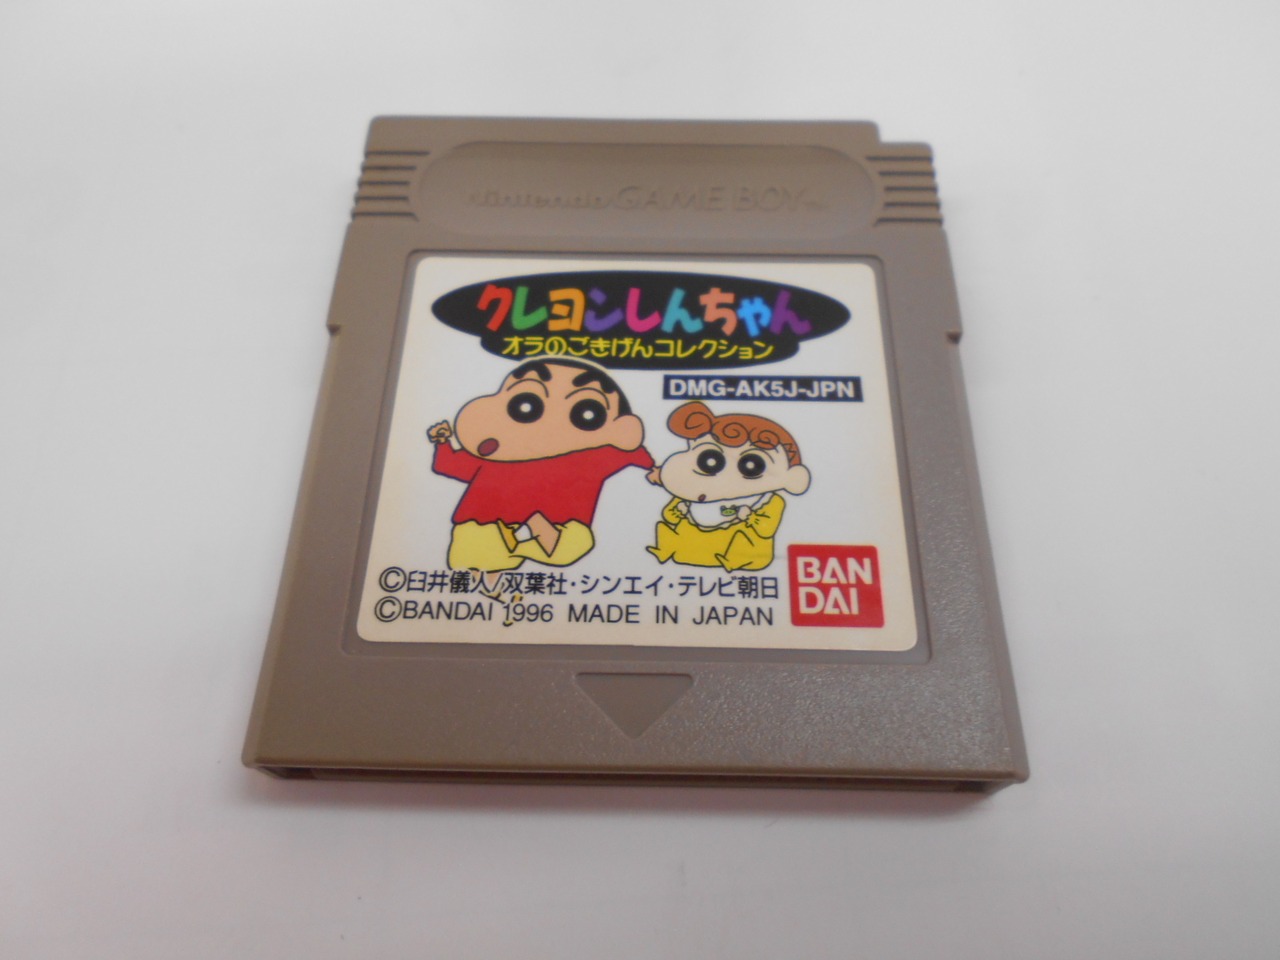 Nintendo GAME BOY
クレヨンしんちゃん
オラのごきげんコレクション
DMG-AK5J-JPN
©臼井儀人/双葉社・シンエイ・テレビ朝日
©BANDAI 1996 MADE IN JAPAN
BAN
DAI